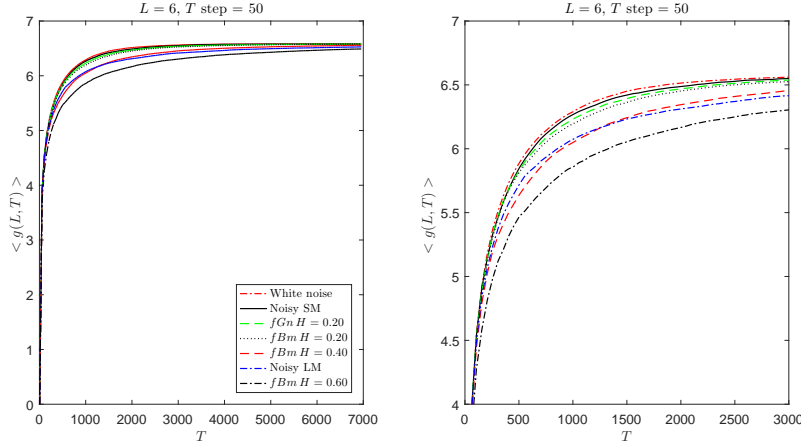 L = 6, T step = 50
< g(L, T) >
7
6
5
4
3
2
1
0
White noise
Noisy SM
fGn H = 0.20
fBm H = 0.20
fBm H = 0.40
Noisy LM
fBm H = 0.60
0 1000 2000 3000 4000 5000 6000 7000
T
L = 6, T step = 50
< g(L, T) >
7
6.5
6
5.5
5
4.5
4
0 500 1000 1500 2000 2500 3000
T